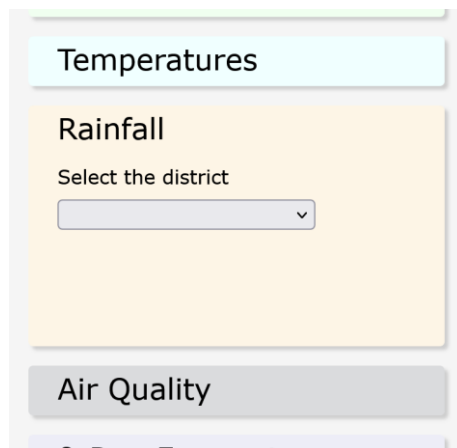 Temperatures
Rainfall
Select the district
Air Quality